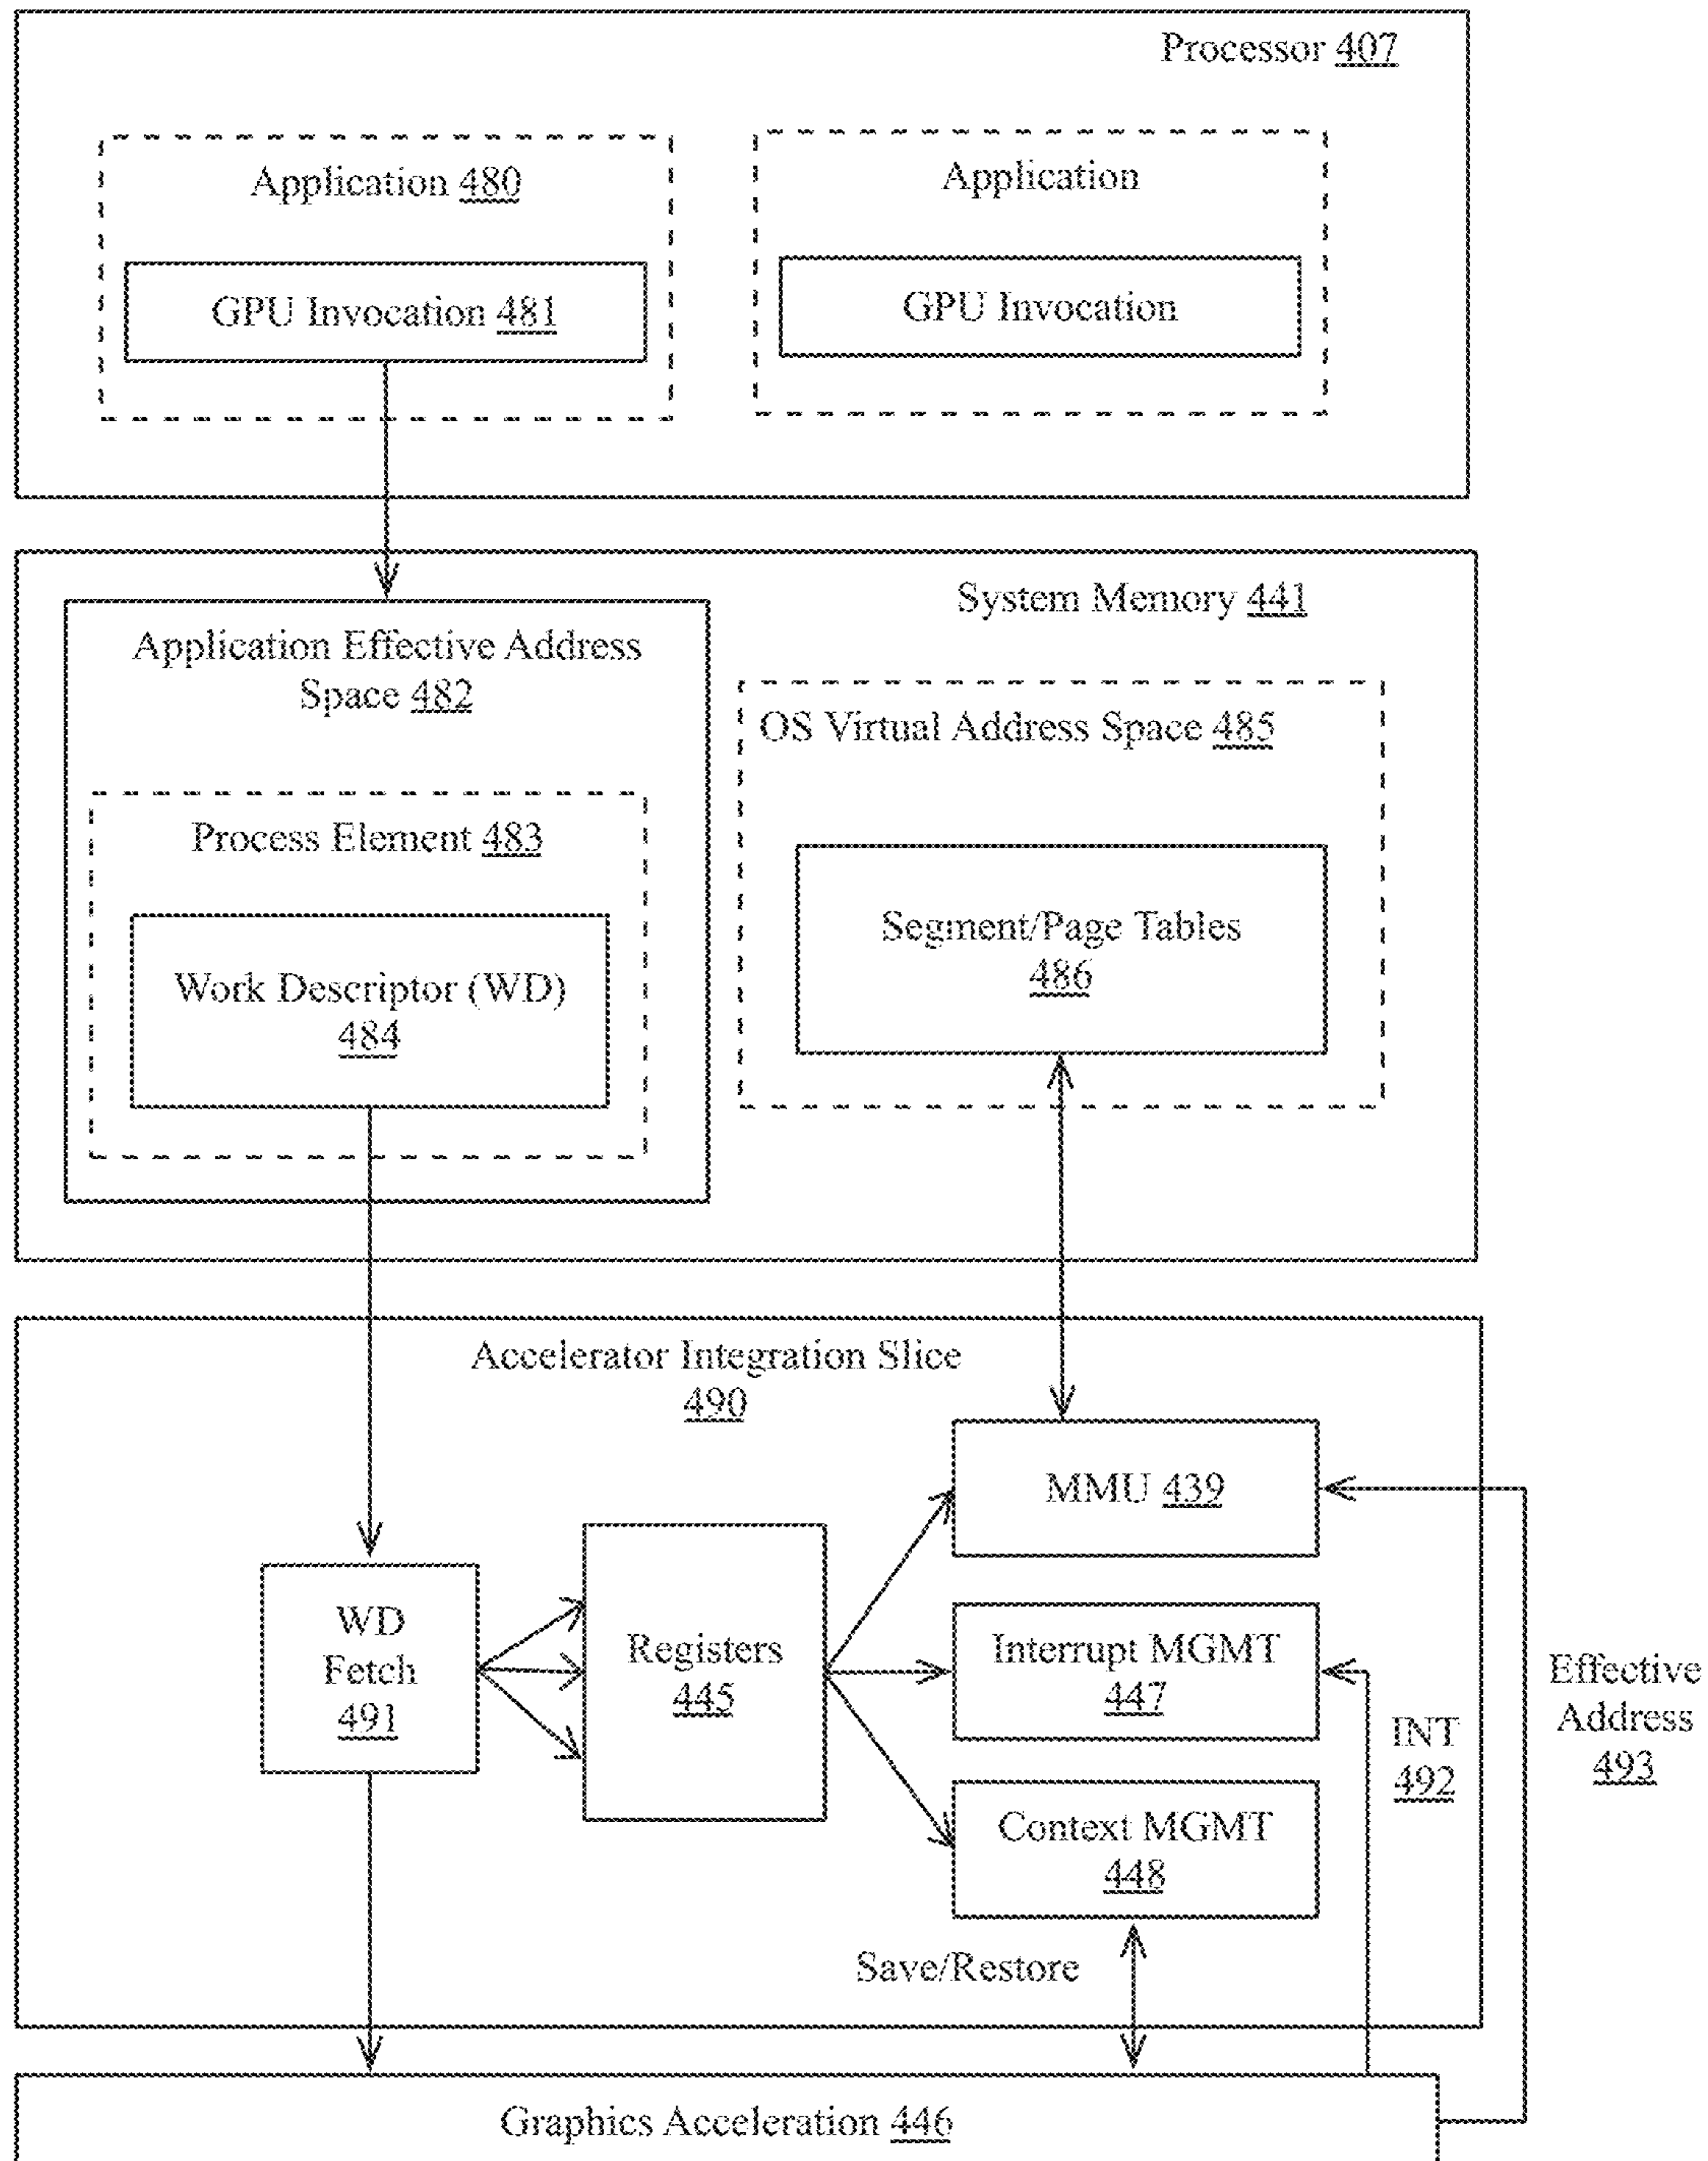 Processor 407
Application 480
Application
GPU Invocation 481
GPU Invocation
System Memory 441
Application Effective Address
Space 482
OS Virtual Address Space 485
Process Element 483
Segment/Page Tables
486
Work Descriptor (WD)
484
Accelerator Integration Slice
490
MMU 439
WD
Fetch
491
Registers
445
Interrupt MGMT
447
Effective
Address
493
INT
492
Context MGMT
448
Save/Restore
Graphics Acceleration 446